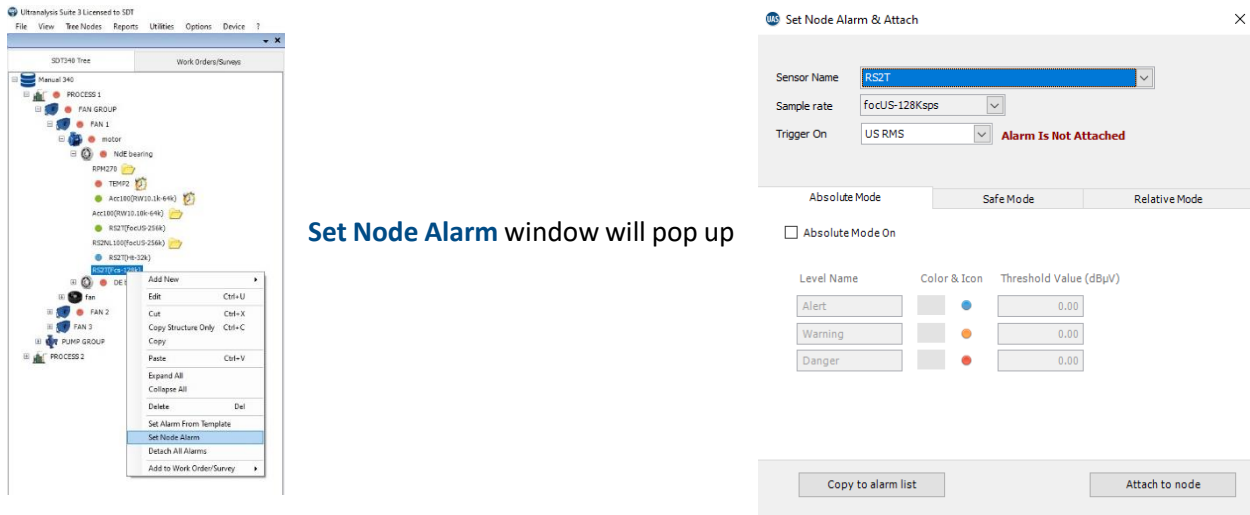 Ultranalysis Suite 3 Licensed to SDT
File View Tree Nodes Reports Utilities Options Device ?
SDT340 Tree
Work Orders/Surveys
Manual 340
PROCESS 1
FAN GROUP
FAN 1
motor
NdE bearing
RPM270
TEMP2
Acc100(RW10.1k-64k)
Acc100(RW10.10k-64k)
RS2T(FocUS-256k)
RS2NL100(FocUS-256k)
RS2T(Ht-32k)
RS2T(Fcs-128k)
DE b
fan
FAN 2
FAN 3
PUMP GROUP
PROCESS 2
Add New
Edit Ctrl+U
Cut Ctrl+X
Copy Structure Only Ctrl+C
Copy
Paste Ctrl+V
Expand All
Collapse All
Delete Del
Set Alarm From Template
Set Node Alarm
Detach All Alarms
Add to Work Order/Survey
Set Node Alarm window will pop up
UAS Set Node Alarm & Attach
Sensor Name RS2T
Sample rate focUS-128Ksps
Trigger On US RMS Alarm Is Not Attached
Absolute Mode Safe Mode Relative Mode
Absolute Mode On
Level Name Color & Icon Threshold Value (dBµV)
Alert 0.00
Warning 0.00
Danger 0.00
Copy to alarm list Attach to node